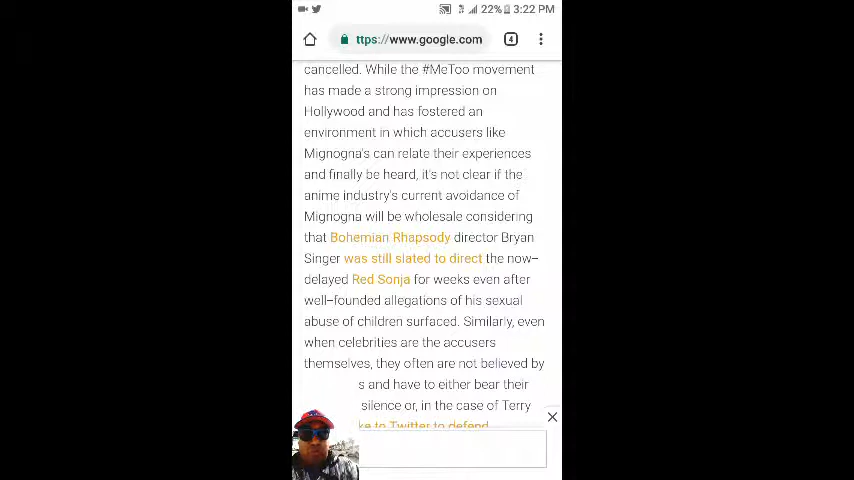 22% 3:22 PM
ttps://www.google.com
4
cancelled. While the #MeToo movement
has made a strong impression on
Hollywood and has fostered an
environment in which accusers like
Mignogna's can relate their experiences
and finally be heard, it's not clear if the
anime industry's current avoidance of
Mignogna will be wholesale considering
that Bohemian Rhapsody director Bryan
Singer was still slated to direct the now–
delayed Red Sonja for weeks even after
well–founded allegations of his sexual
abuse of children surfaced. Similarly, even
when celebrities are the accusers
themselves, they often are not believed by
s and have to either bear their
silence or, in the case of Terry
ke to Twitter to defend